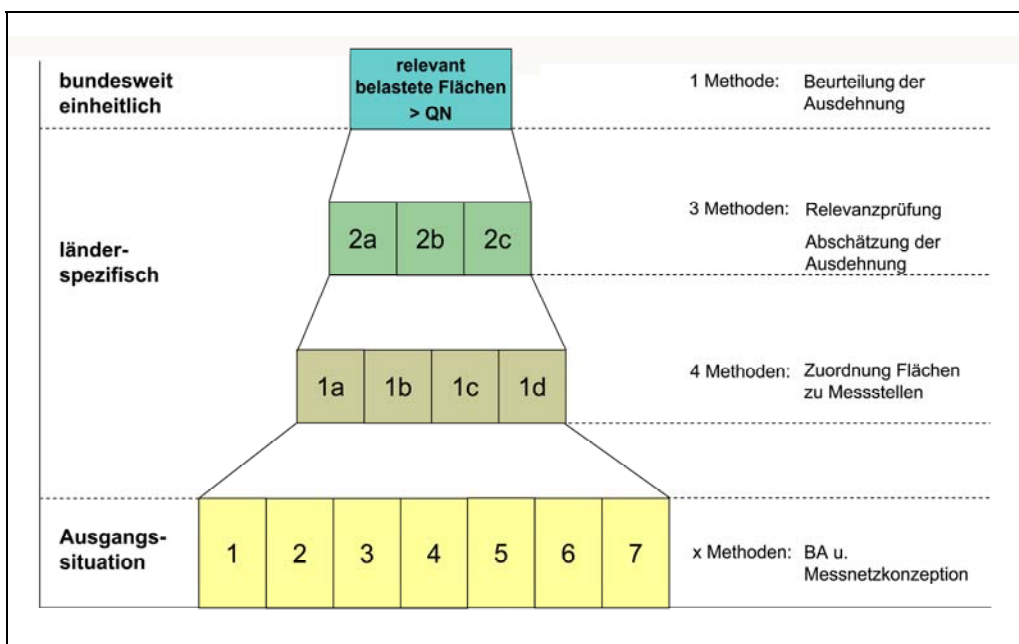 bundesweit
einheitlich
relevant
belastete Flächen
> QN
1 Methode: Beurteilung der
Ausdehnung
länder-
spezifisch
2a 2b 2c
3 Methoden: Relevanzprüfung
Abschätzung der
Ausdehnung
1a 1b 1c 1d
4 Methoden: Zuordnung Flächen
zu Messstellen
Ausgangs-
situation
1 2 3 4 5 6 7
x Methoden: BA u.
Messnetzkonzeption